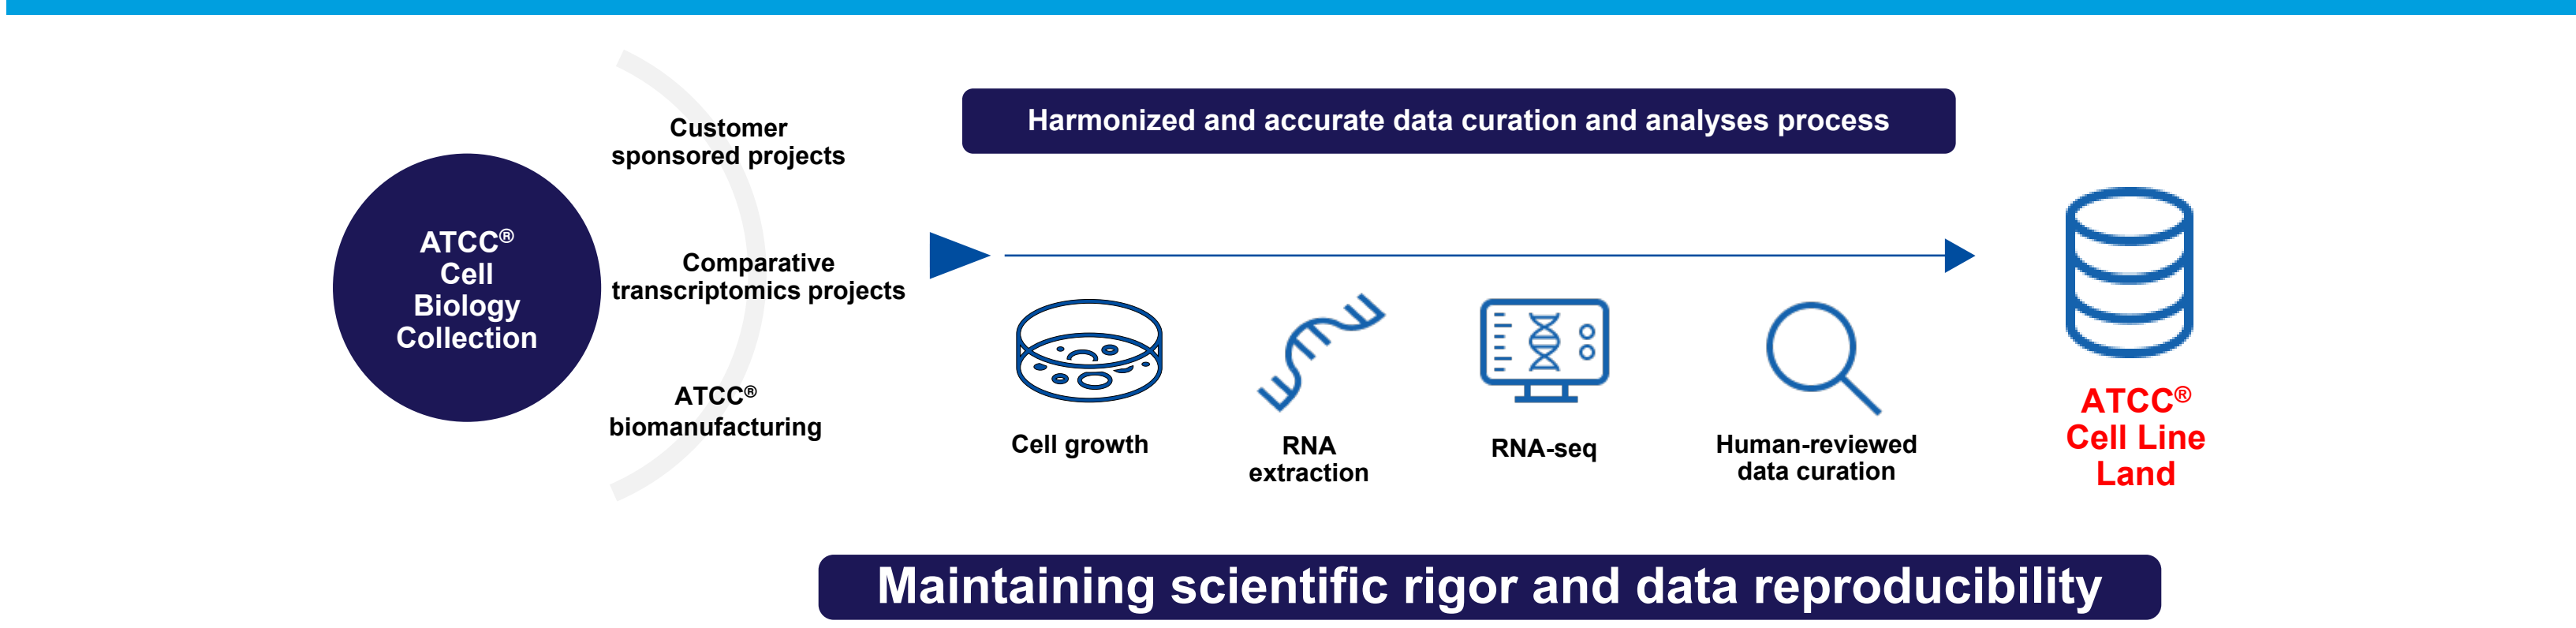 ATCC®
Cell
Biology
Collection
Customer
sponsored projects
Comparative
transcriptomics projects
ATCC®
biomanufacturing
Harmonized and accurate data curation and analyses process
Cell growth
RNA
extraction
RNA-seq
Human-reviewed
data curation
ATCC®
Cell Line
Land
Maintaining scientific rigor and data reproducibility